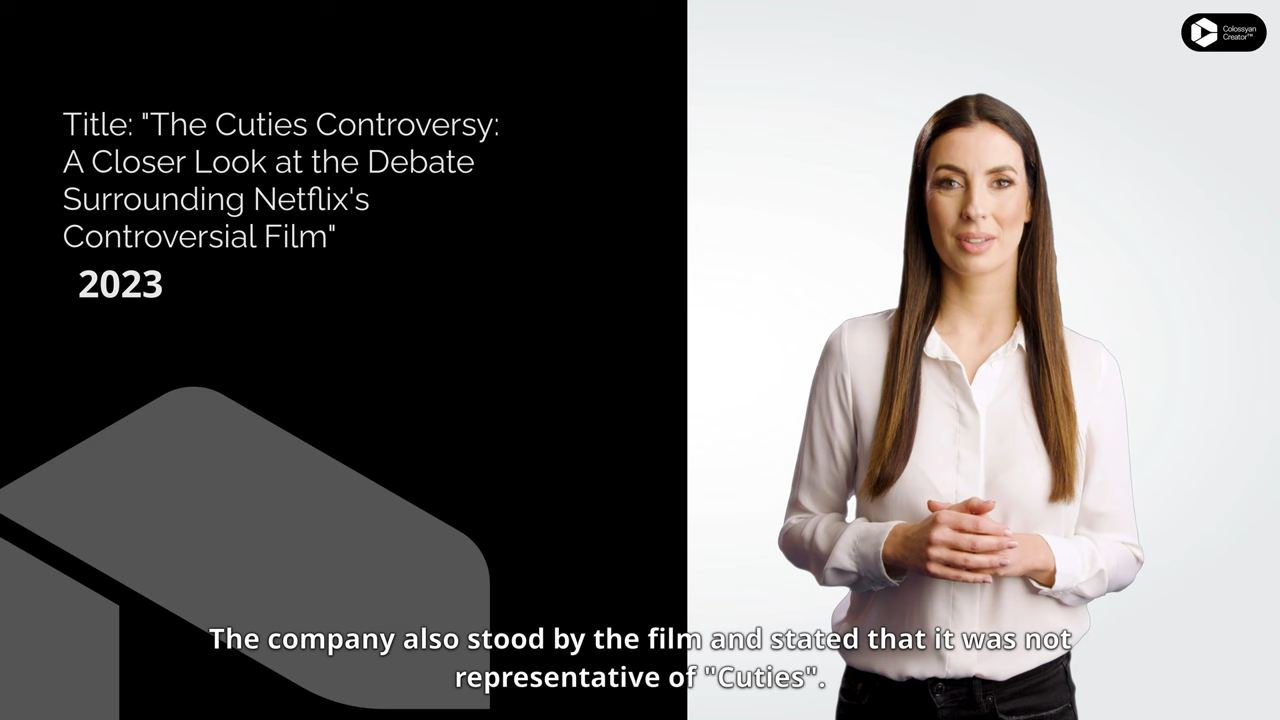 Colossyan
Creator™
Title: "The Cuties Controversy:
A Closer Look at the Debate
Surrounding Netflix's
Controversial Film"
2023
The company also stood by the film and stated that it was not
representative of "Cuties".